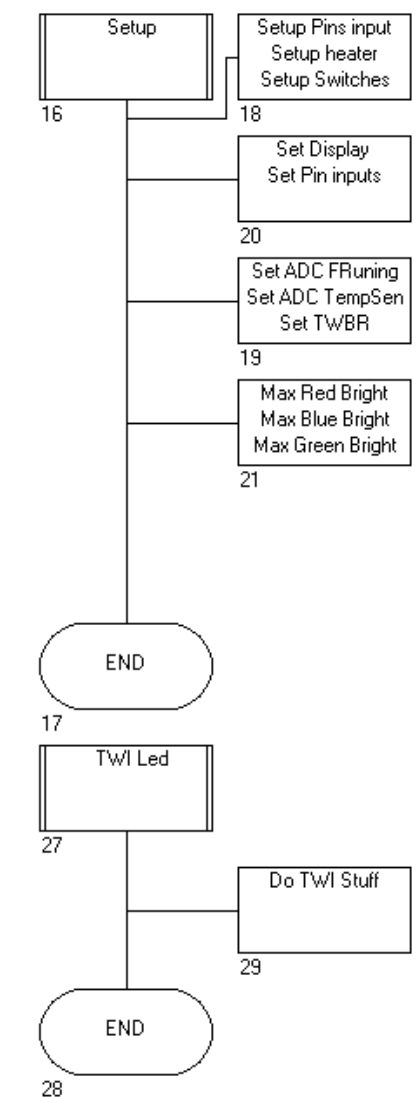 Setup
16
Setup Pins input
Setup heater
Setup Switches
18
Set Display
Set Pin inputs
20
Set ADC FRuning
Set ADC TempSen
Set TWBR
19
Max Red Bright
Max Blue Bright
Max Green Bright
21
END
17
TWI Led
27
Do TWI Stuff
29
END
28